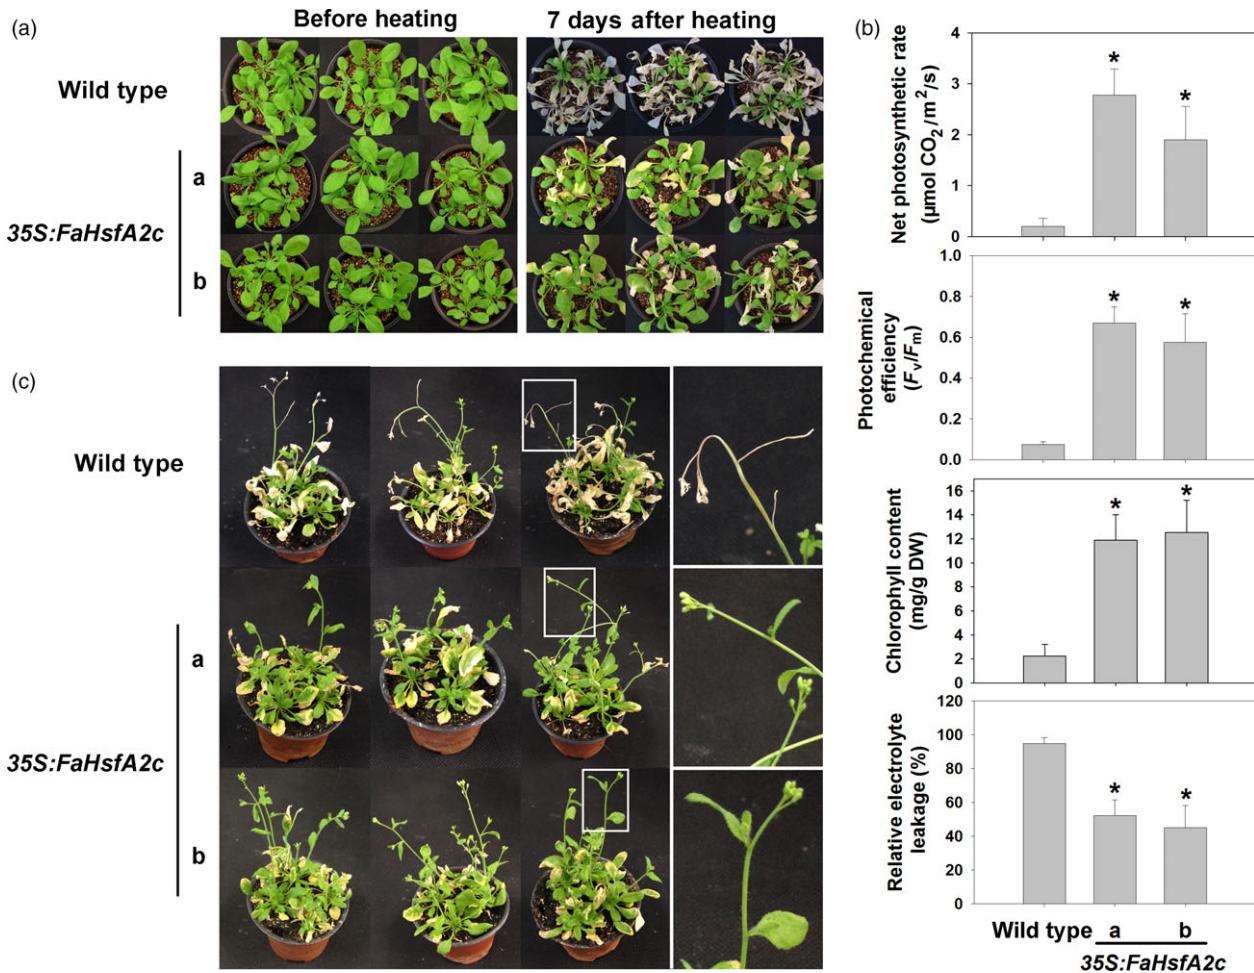 (a)
Before heating
7 days after heating
Wild type
a
35S:FaHsfA2c
b
(b)
Net photosynthetic rate
(µmol CO2/m2/s)
4
3
2
1
0
*
*
Photochemical
efficiency
(Fv/Fm)
1.0
0.8
0.6
0.4
0.2
0.0
*
*
Chlorophyll content
(mg/g DW)
16
14
12
10
8
6
4
2
0
*
*
Relative electrolyte
leakage (%)
120
100
80
60
40
20
0
*
*
Wild type
a
b
35S:FaHsfA2c
(c)
Wild type
a
35S:FaHsfA2c
b